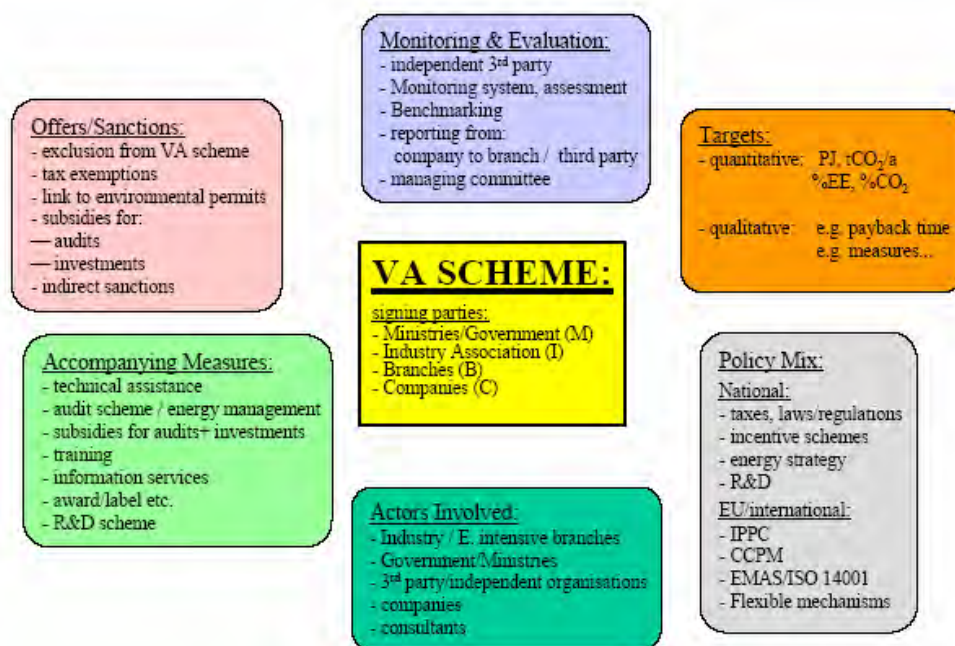 Monitoring & Evaluation:
- independent 3rd party
- Monitoring system, assessment
- Benchmarking
- reporting from:
company to branch / third party
- managing committee
Offers/Sanctions:
- exclusion from VA scheme
- tax exemptions
- link to environmental permits
- subsidies for:
— audits
— investments
- indirect sanctions
Targets:
- quantitative: PJ, tCO2/a
%EE, %CO2
- qualitative: e.g. payback time
e.g. measures...
VA SCHEME:
signing parties:
- Ministries/Government (M)
- Industry Association (I)
- Branches (B)
- Companies (C)
Accompanying Measures:
- technical assistance
- audit scheme / energy management
- subsidies for audits+ investments
- training
- information services
- award/label etc.
- R&D scheme
Policy Mix:
National:
- taxes, laws/regulations
- incentive schemes
- energy strategy
- R&D
EU/international:
- IPPC
- CCPM
- EMAS/ISO 14001
- Flexible mechanisms
Actors Involved:
- Industry / E. intensive branches
- Government/Ministries
- 3rd party/independent organisations
- companies
- consultants